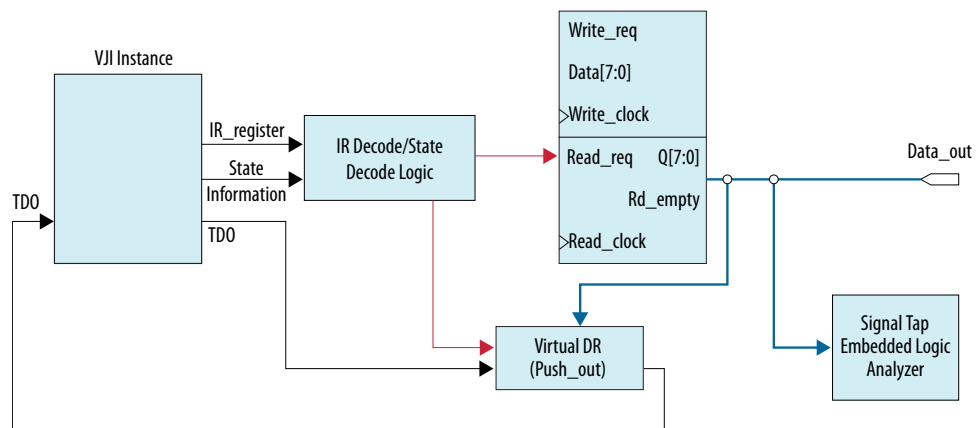 VJI Instance
IR_register
State
Information
TDO
TDO
IR Decode/State
Decode Logic
Write_req
Data[7:0]
Write_clock
Read_req Q[7:0]
Rd_empty
Read_clock
Data_out
Virtual DR
(Push_out)
Signal Tap
Embedded Logic
Analyzer